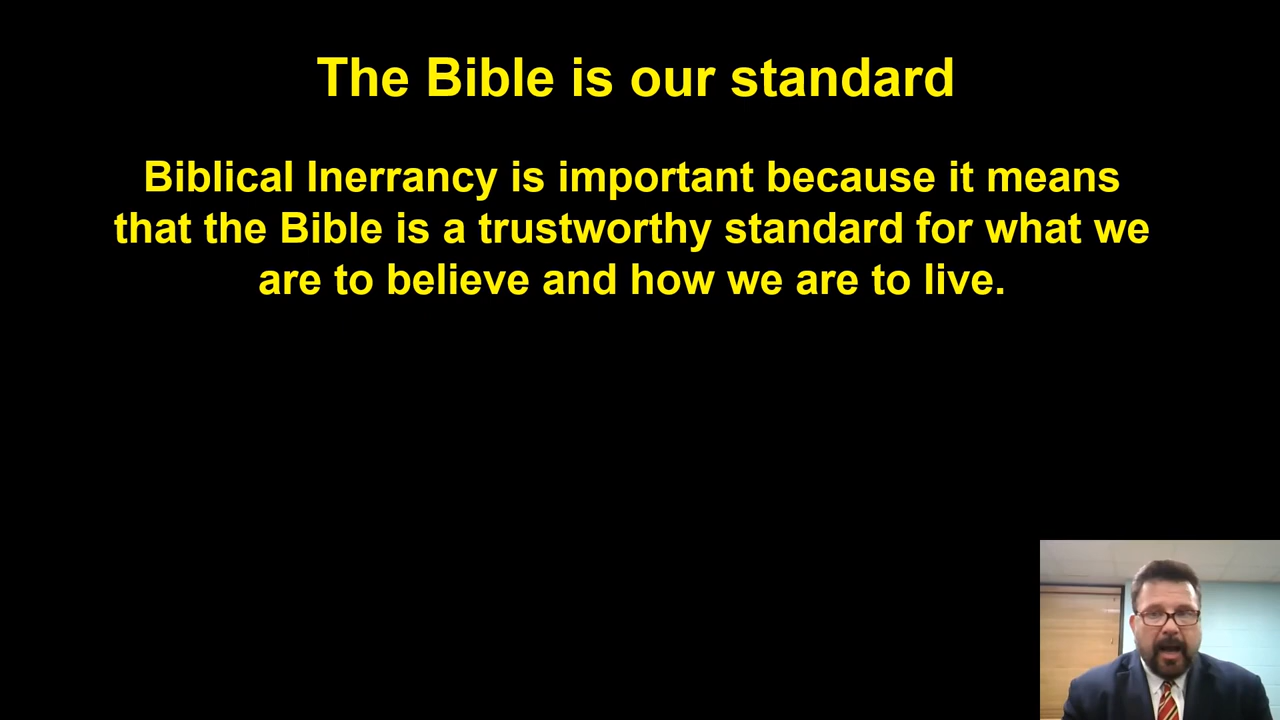 The Bible is our standard
Biblical Inerrancy is important because it means
that the Bible is a trustworthy standard for what we
are to believe and how we are to live.